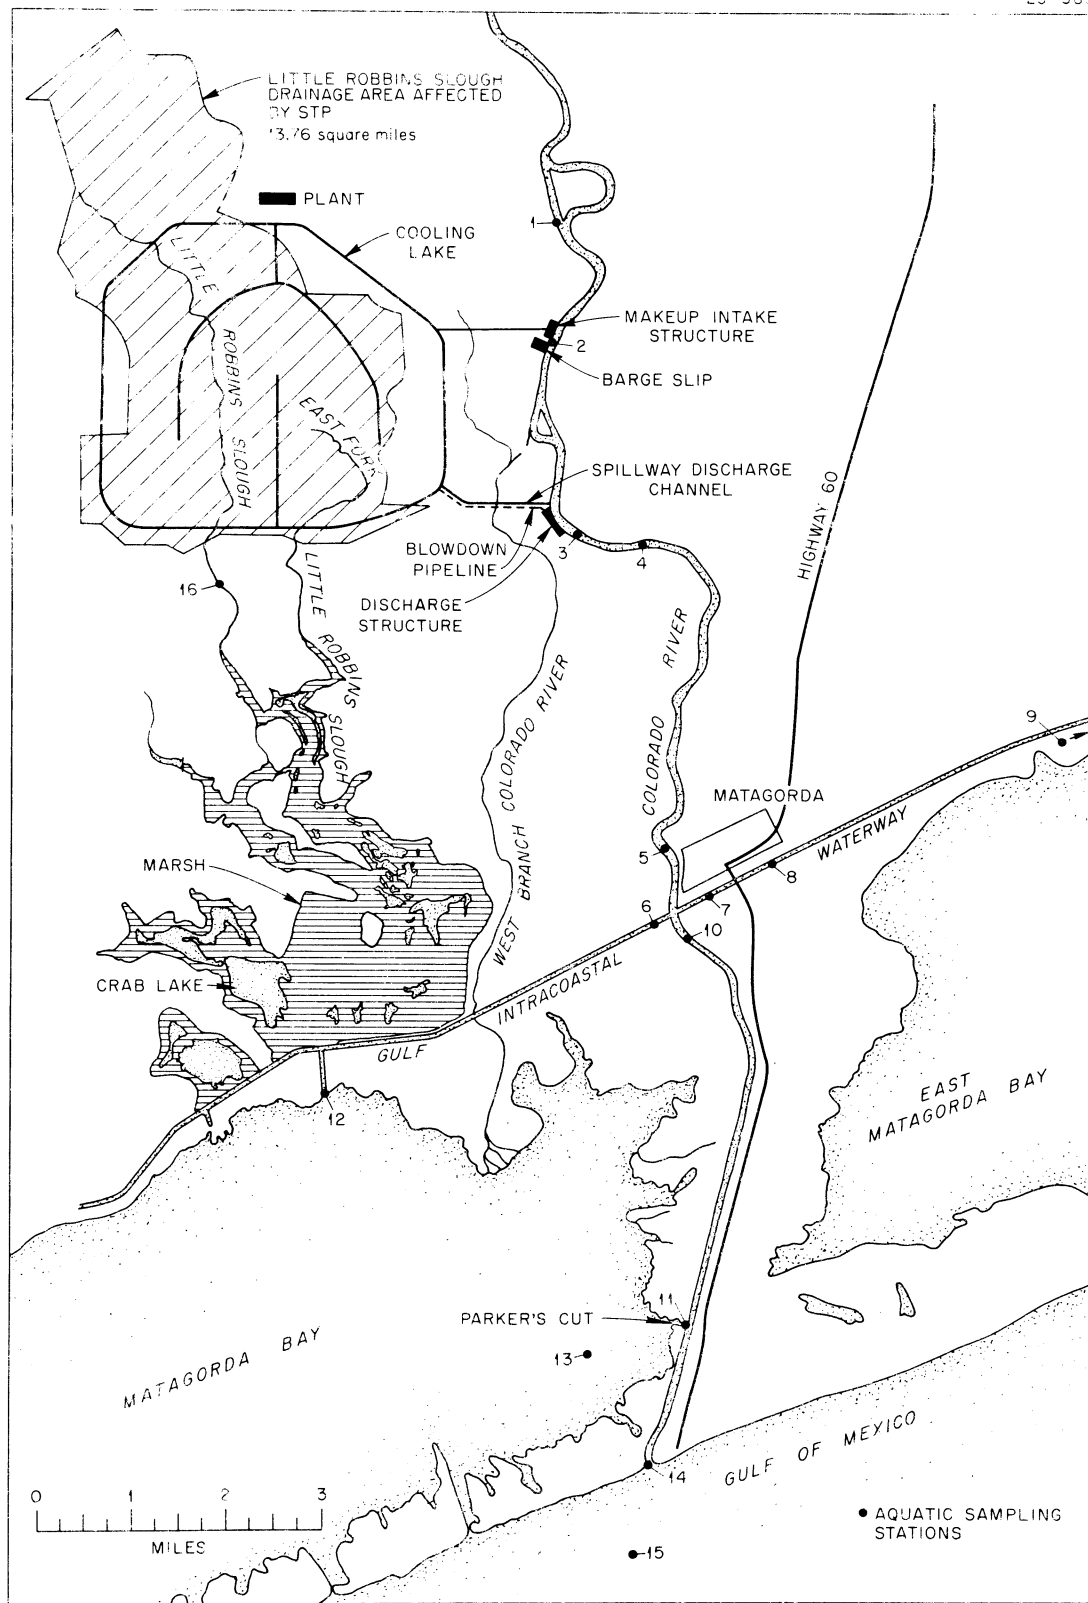 LITTLE ROBBINS SLOUGH
DRAINAGE AREA AFFECTED
BY STP
13.76 square miles
PLANT
COOLING
LAKE
1
MAKEUP INTAKE
STRUCTURE
2
BARGE SLIP
LITTLE
ROBBINS
SLOUGH
EAST FORK
SPILLWAY DISCHARGE
CHANNEL
HIGHWAY 60
3
4
BLOWDOWN
PIPELINE
DISCHARGE
STRUCTURE
16
LITTLE
ROBBINS
SLOUGH
WEST BRANCH COLORADO RIVER
COLORADO
RIVER
9
MATAGORDA
5
WATERWAY
8
7
6
10
MARSH
CRAB LAKE
INTRACOASTAL
GULF
12
EAST
MATAGORDA BAY
11
PARKER'S CUT
13
MATAGORDA BAY
14
GULF OF MEXICO
0 1 2 3
MILES
15
AQUATIC SAMPLING
STATIONS